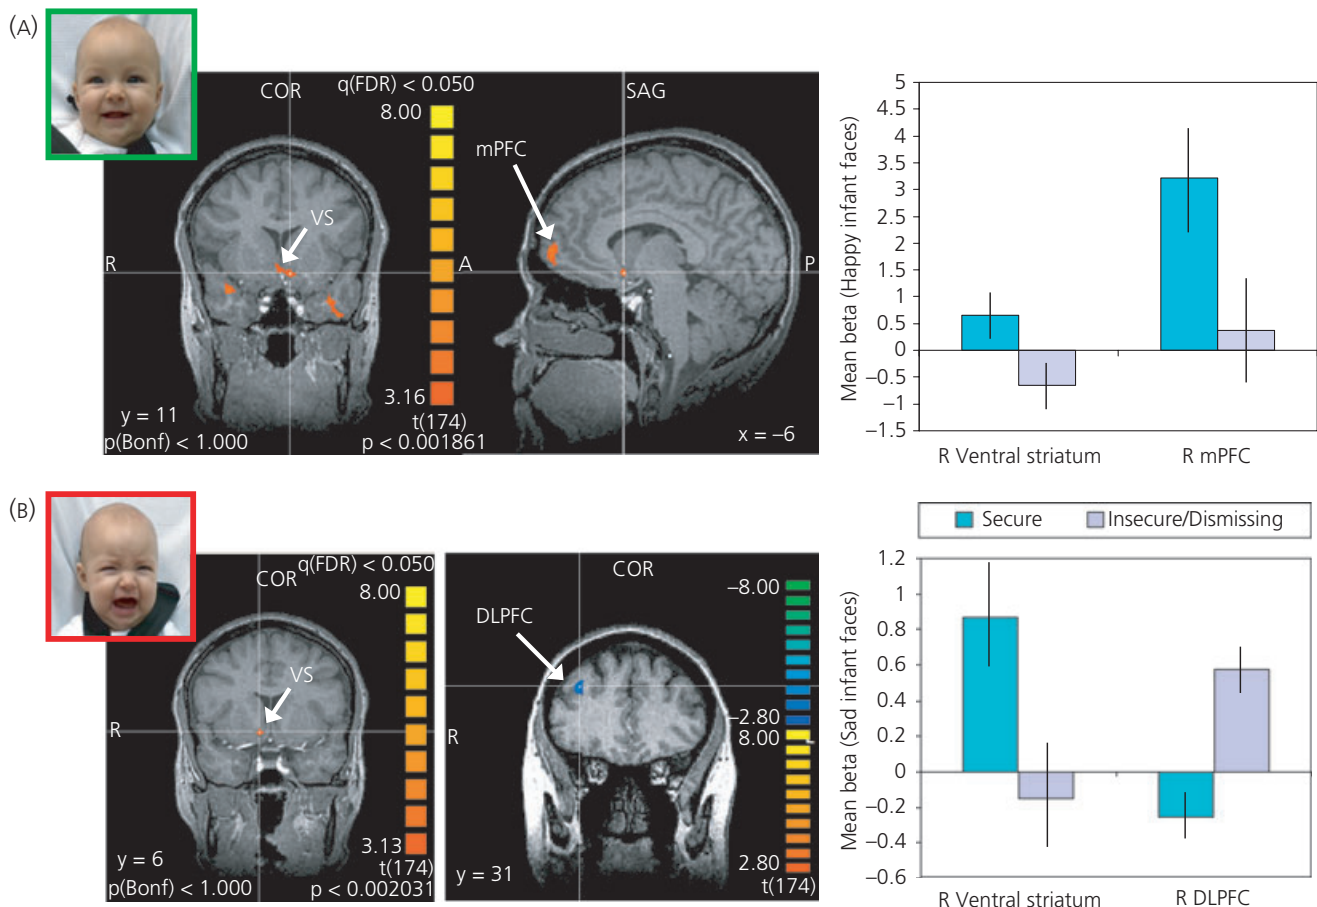 (A)
COR
q(FDR) < 0.050
8.00
VS
R
A
3.16
t(174)
y = 11
p(Bonf) < 1.000
p < 0.001861
SAG
mPFC
P
x = –6
Mean beta (Happy infant faces)
5
4.5
4
3.5
3
2.5
2
1.5
1
0.5
0
–0.5
–1
–1.5
R Ventral striatum
R mPFC
(B)
COR
q(FDR) < 0.050
8.00
VS
R
3.13
t(174)
y = 6
p(Bonf) < 1.000
p < 0.002031
COR
DLPFC
R
–8.00
–2.80
8.00
2.80
t(174)
y = 31
Secure
Insecure/Dismissing
Mean beta (Sad infant faces)
1.2
1
0.8
0.6
0.4
0.2
0
–0.2
–0.4
–0.6
R Ventral striatum
R DLPFC